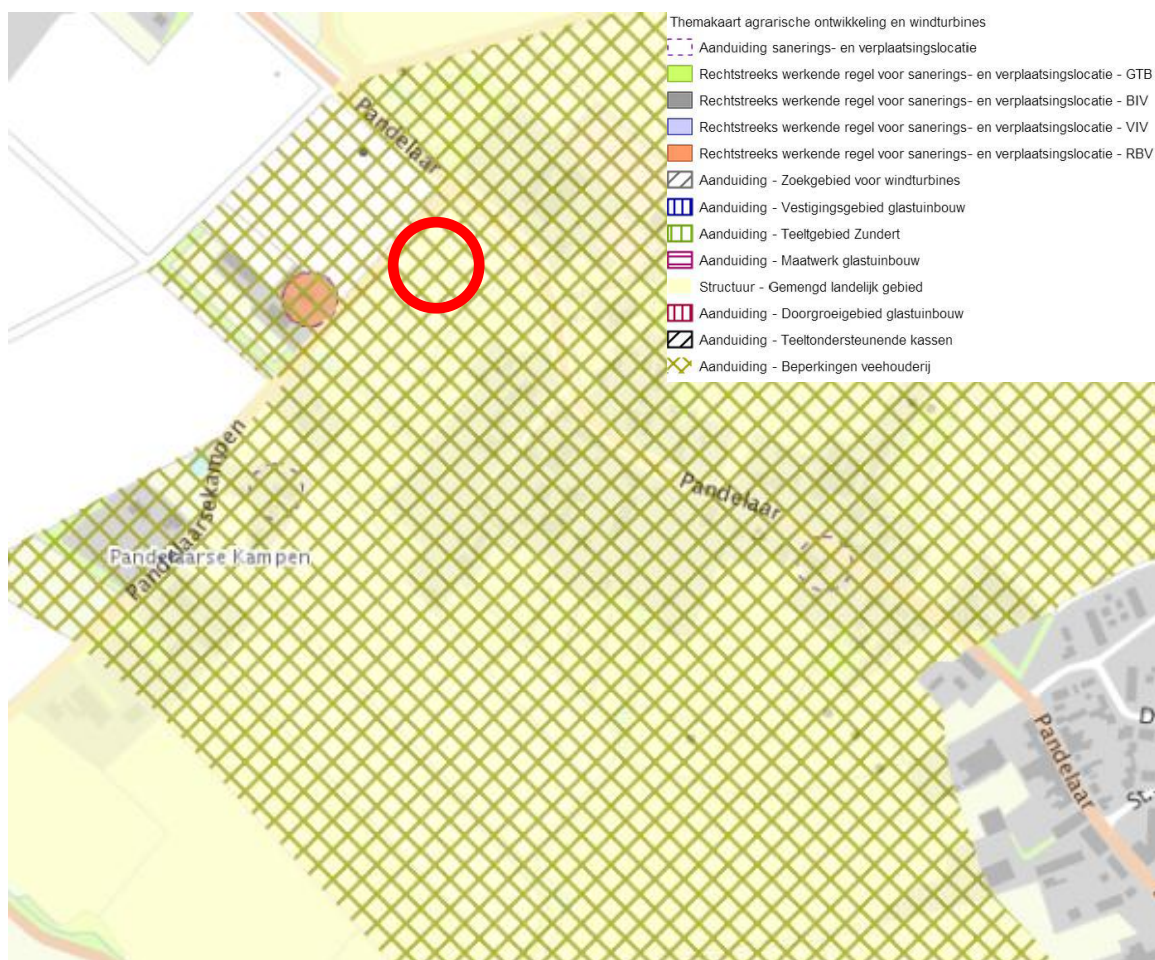 Themakaart agrarische ontwikkeling en windturbines
Aanduiding sanerings- en verplaatsingslocatie
Rechtstreeks werkende regel voor sanerings- en verplaatsingslocatie - GTB
Rechtstreeks werkende regel voor sanerings- en verplaatsingslocatie - BIV
Rechtstreeks werkende regel voor sanerings- en verplaatsingslocatie - VIV
Rechtstreeks werkende regel voor sanerings- en verplaatsingslocatie - RBV
Aanduiding - Zoekgebied voor windturbines
Aanduiding - Vestigingsgebied glastuinbouw
Aanduiding - Teeltgebied Zundert
Aanduiding - Maatwerk glastuinbouw
Structuur - Gemengd landelijk gebied
Aanduiding - Doorgroeigebied glastuinbouw
Aanduiding - Teeltondersteunende kassen
Aanduiding - Beperkingen veehouderij
Pandelaar
Pandelaarsekampen
Pandelaar
Pandelaarse Kampen
Pandelaar
D
St.